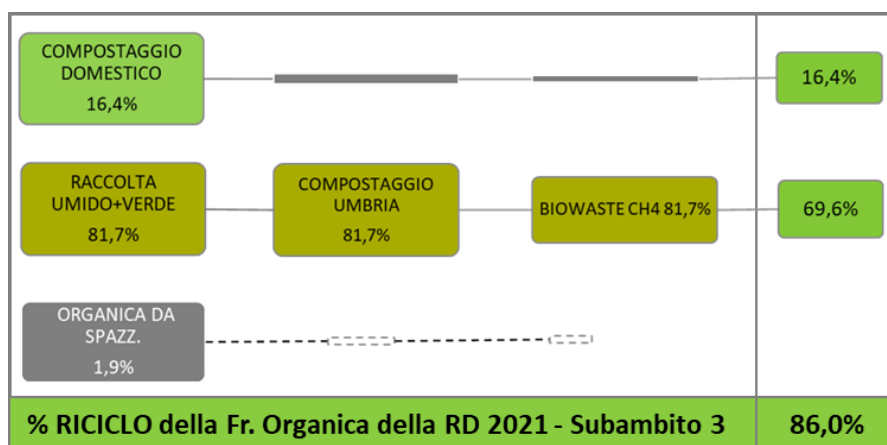 COMPOSTAGGIO
DOMESTICO
16,4%
16,4%
RACCOLTA
UMIDO+VERDE
81,7%
COMPOSTAGGIO
UMBRIA
81,7%
BIOWASTE CH4 81,7%
69,6%
ORGANICA DA
SPAZZ.
1,9%
% RICICLO della Fr. Organica della RD 2021 - Subambito 3
86,0%